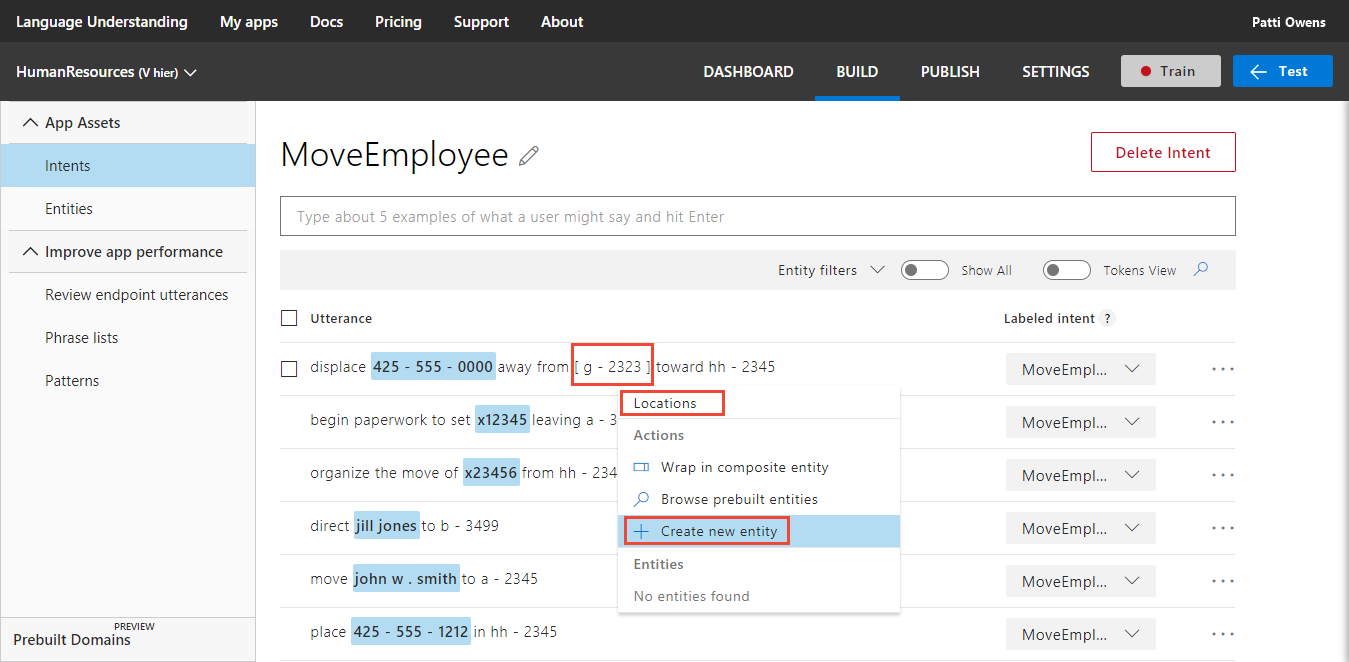 Language Understanding My apps Docs Pricing Support About Patti Owens
HumanResources (V hier) DASHBOARD BUILD PUBLISH SETTINGS Train Test
App Assets
Intents
Entities
Improve app performance
Review endpoint utterances
Phrase lists
Patterns
PREVIEW
Prebuilt Domains
MoveEmployee Delete Intent
Type about 5 examples of what a user might say and hit Enter
Entity filters Show All Tokens View
Utterance Labeled intent ?
displace 425 - 555 - 0000 away from [ g - 2323 ] toward hh - 2345 MoveEmpl... ...
begin paperwork to set x12345 leaving a - 3 MoveEmpl... ...
organize the move of x23456 from hh - 234 MoveEmpl... ...
direct jill jones to b - 3499 MoveEmpl... ...
move john w . smith to a - 2345 MoveEmpl... ...
place 425 - 555 - 1212 in hh - 2345 MoveEmpl... ...
Locations
Actions
Wrap in composite entity
Browse prebuilt entities
Create new entity
Entities
No entities found